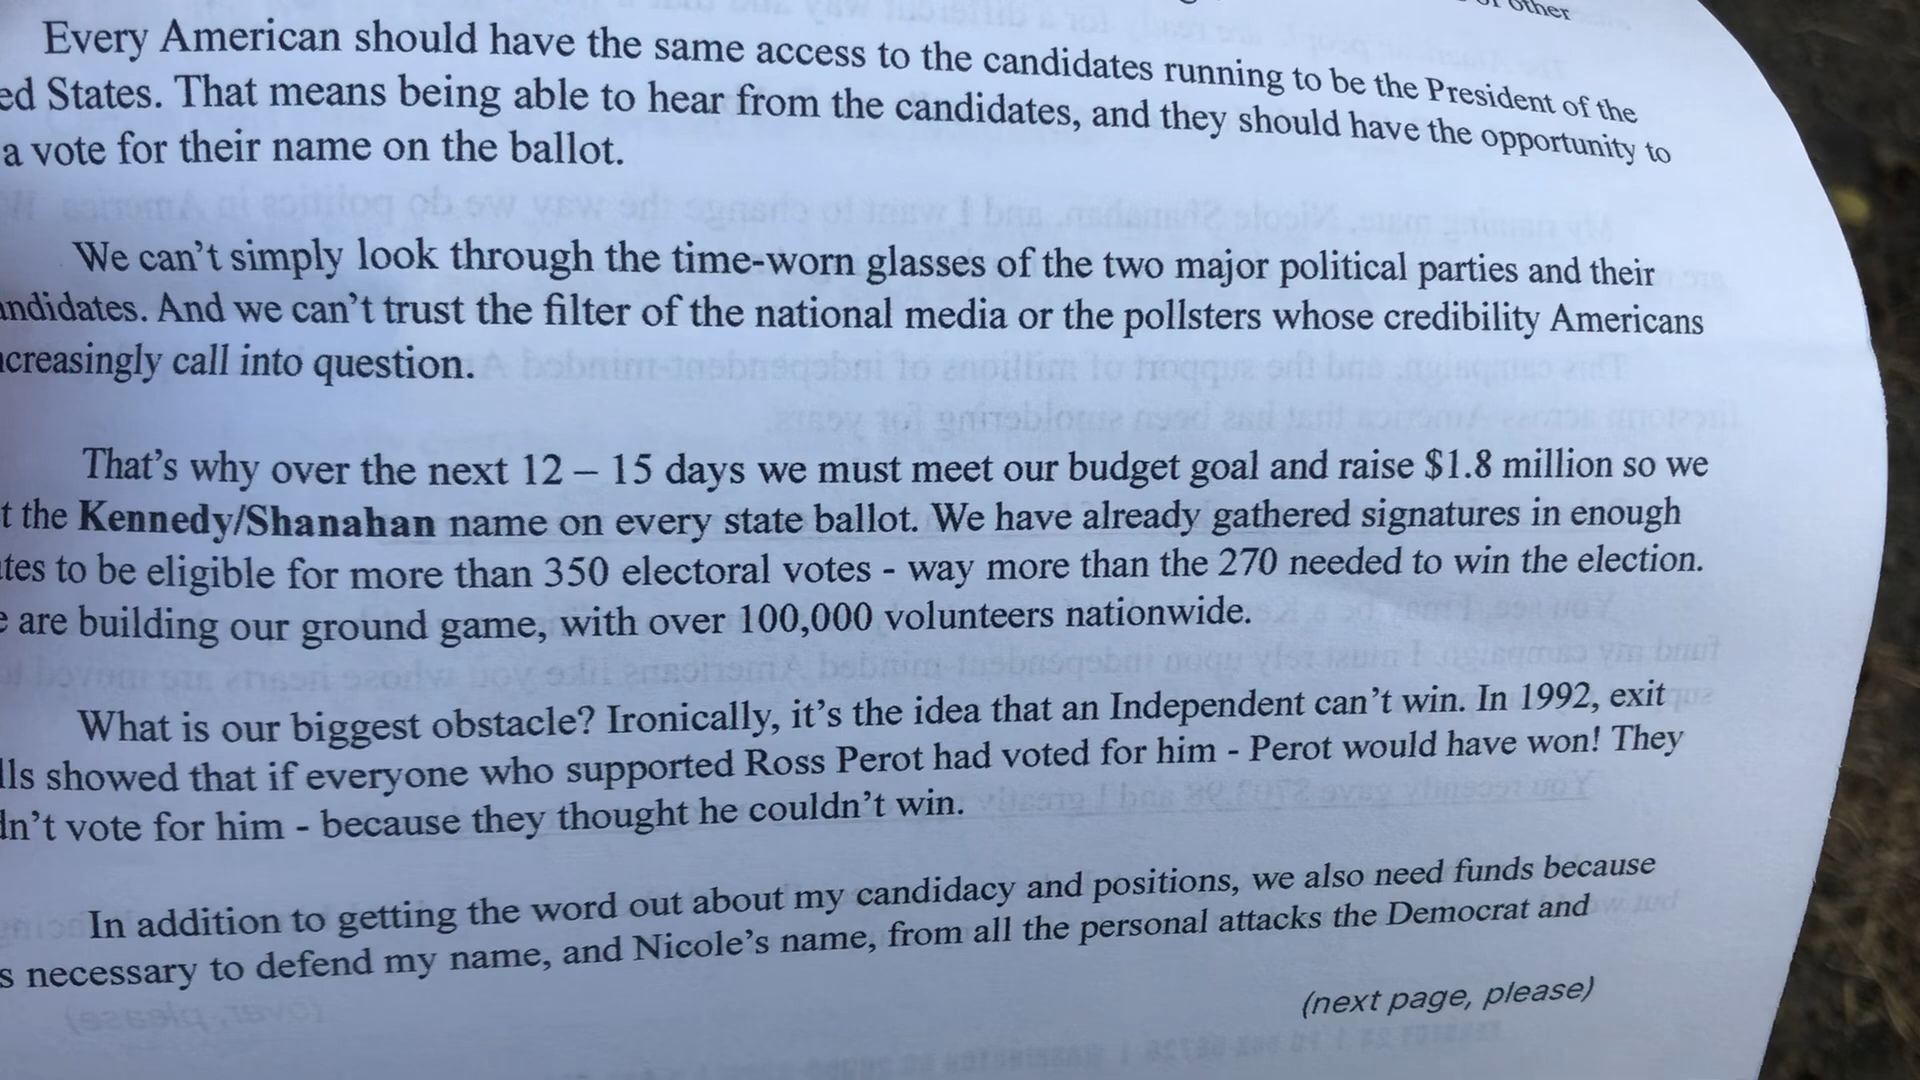 other
Every American should have the same access to the candidates running to be the President of the
ed States. That means being able to hear from the candidates, and they should have the opportunity to
a vote for their name on the ballot.
We can't simply look through the time-worn glasses of the two major political parties and their
andidates. And we can't trust the filter of the national media or the pollsters whose credibility Americans
creasingly call into question.
That's why over the next 12 – 15 days we must meet our budget goal and raise $1.8 million so we
t the Kennedy/Shanahan name on every state ballot. We have already gathered signatures in enough
tes to be eligible for more than 350 electoral votes - way more than the 270 needed to win the election.
e are building our ground game, with over 100,000 volunteers nationwide.
What is our biggest obstacle? Ironically, it's the idea that an Independent can't win. In 1992, exit
lls showed that if everyone who supported Ross Perot had voted for him - Perot would have won! They
dn't vote for him - because they thought he couldn't win.
In addition to getting the word out about my candidacy and positions, we also need funds because
s necessary to defend my name, and Nicole's name, from all the personal attacks the Democrat and
(next page, please)